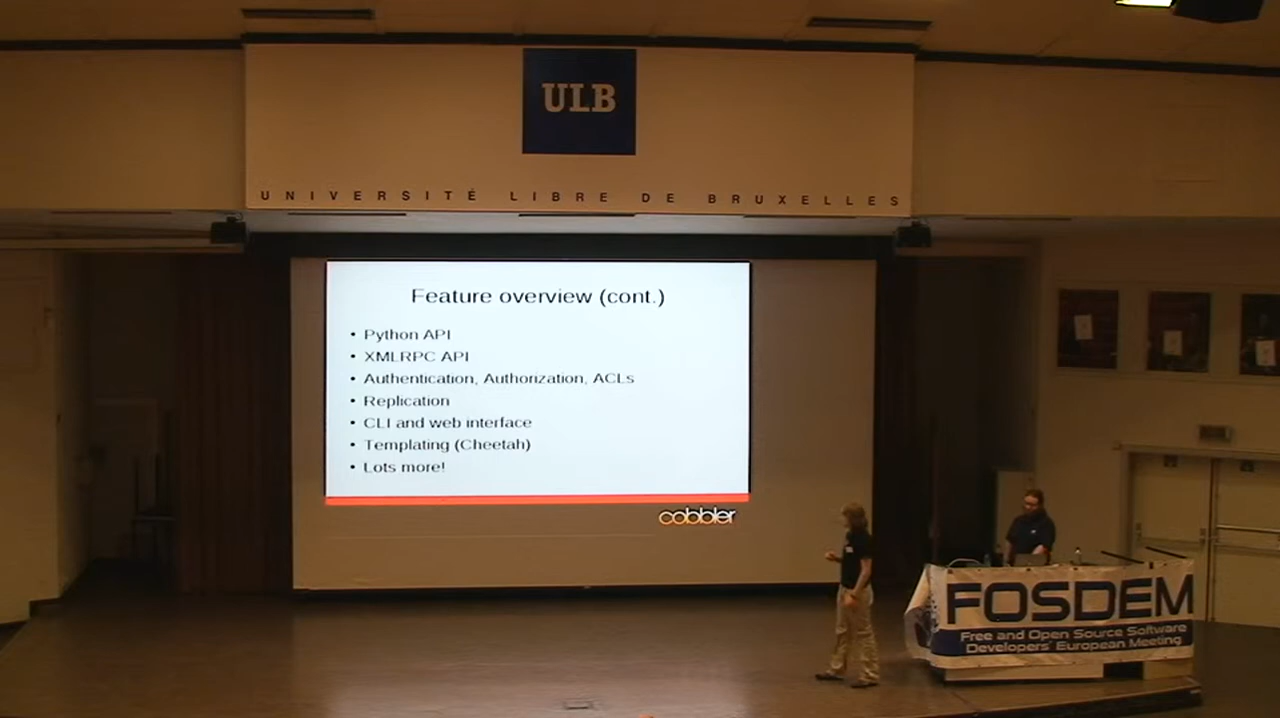 ULB
UNIVERSITÉ LIBRE DE BRUXELLES
Feature overview (cont.)
• Python API
• XMLRPC API
• Authentication, Authorization, ACLs
• Replication
• CLI and web interface
• Templating (Cheetah)
• Lots more!
cobbler
FOSDEM
Free and Open Source Software
Developers' European Meeting